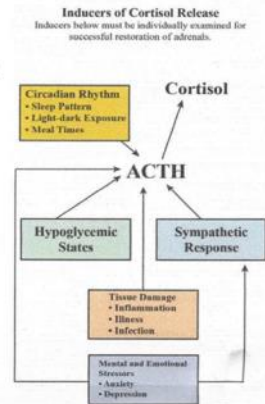 Inducers of Cortisol Release
Inducers below must be individually examined for
successful restoration of adrenals.
Cortisol
Circadian Rhythm
• Sleep Pattern
• Light-dark Exposure
• Meal Times
ACTH
Hypoglycemic
States
Sympathetic
Response
Tissue Damage
• Inflammation
• Illness
• Infection
Mental and Emotional
Stressors
• Anxiety
• Depression